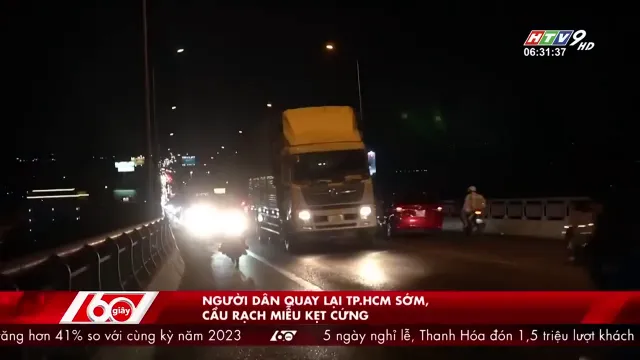 HTV9 HD
06:31:37
60 giây
NGƯỜI DÂN QUAY LẠI TP.HCM SỚM,
CẦU RẠCH MIỄU KẸT CỨNG
ăng hơn 41% so với cùng kỳ năm 2023 5 ngày nghỉ lễ, Thanh Hóa đón 1,5 triệu lượt khách